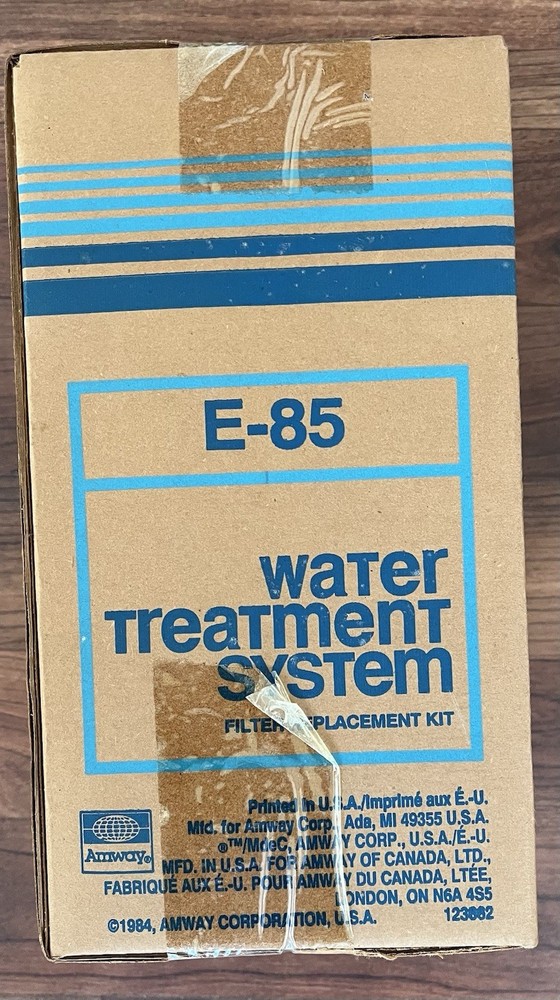 E-85
water
treatment
system
FILTER REPLACEMENT KIT
Printed in U.S.A./Imprimé aux É.-U.
Mfd. for Amway Corp., Ada, MI 49355 U.S.A.
®™/MdeC, AMWAY CORP., U.S.A./É.-U.
Amway®
MFD. IN U.S.A. FOR AMWAY OF CANADA, LTD.,
FABRIQUÉ AUX É.-U. POUR AMWAY DU CANADA, LTÉE,
LONDON, ON N6A 4S5
©1984, AMWAY CORPORATION, U.S.A.